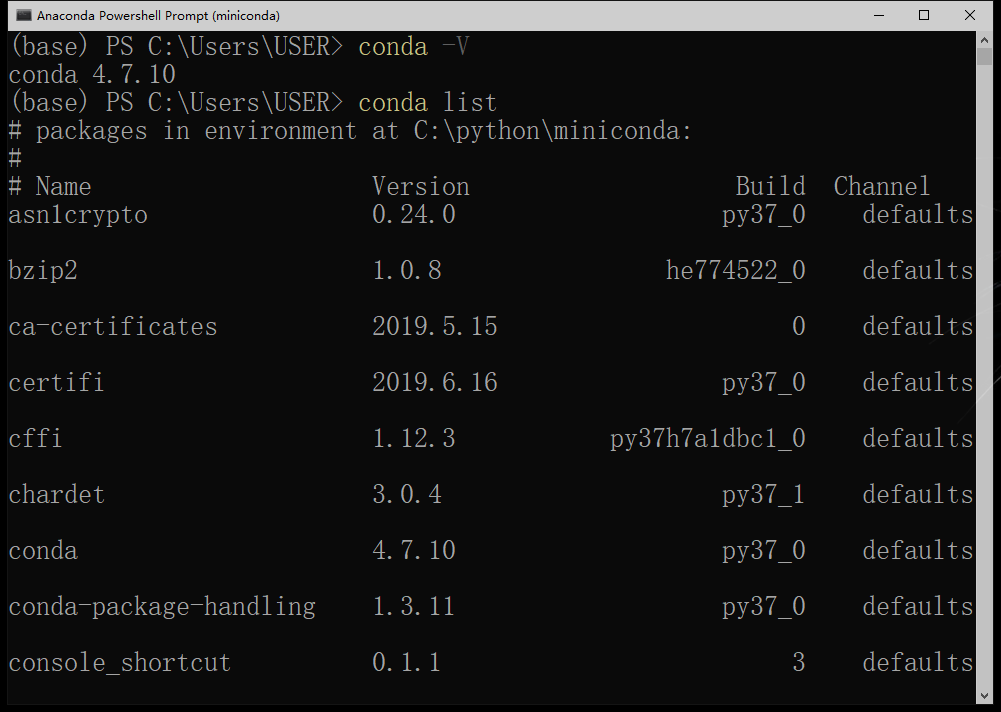 Anaconda Powershell Prompt (miniconda)
(base) PS C:\Users\USER> conda -V
conda 4.7.10
(base) PS C:\Users\USER> conda list
# packages in environment at C:\python\miniconda:
#
# Name Version Build Channel
asn1crypto 0.24.0 py37_0 defaults
bzip2 1.0.8 he774522_0 defaults
ca-certificates 2019.5.15 0 defaults
certifi 2019.6.16 py37_0 defaults
cffi 1.12.3 py37h7a1dbc1_0 defaults
chardet 3.0.4 py37_1 defaults
conda 4.7.10 py37_0 defaults
conda-package-handling 1.3.11 py37_0 defaults
console_shortcut 0.1.1 3 defaults